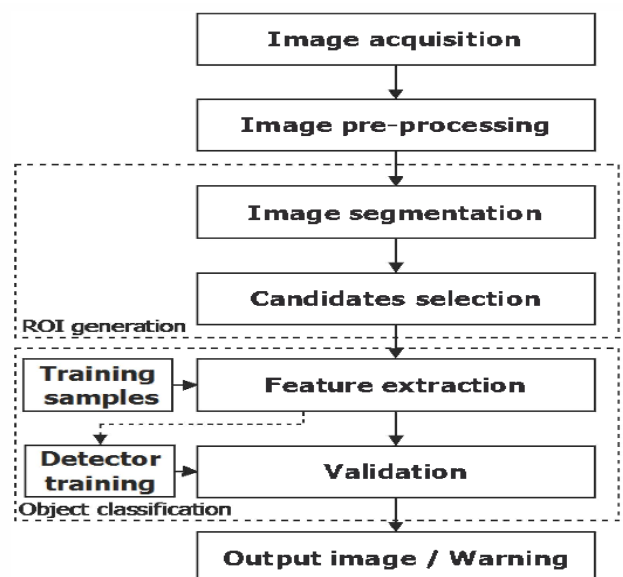 Image acquisition
Image pre-processing
Image segmentation
Candidates selection
ROI generation
Training
samples
Feature extraction
Detector
training
Validation
Object classification
Output image / Warning